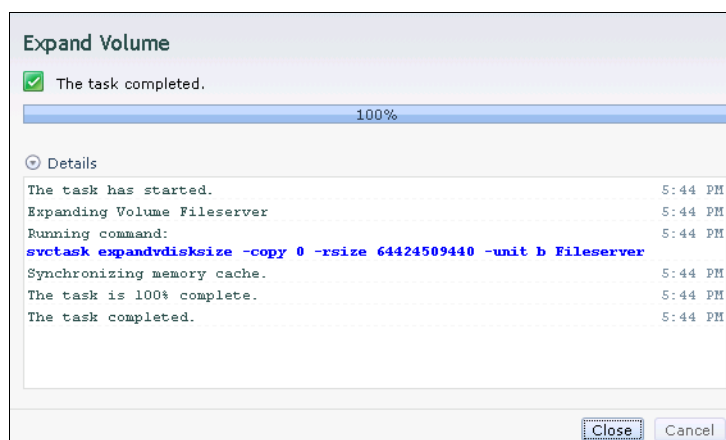 Expand Volume
The task completed.
100%
Details
The task has started. 5:44 PM
Expanding Volume Fileserver 5:44 PM
Running command: 5:44 PM
svctask expandvdisksize -copy 0 -rsize 64424509440 -unit b Fileserver
Synchronizing memory cache. 5:44 PM
The task is 100% complete. 5:44 PM
The task completed. 5:44 PM
Close Cancel